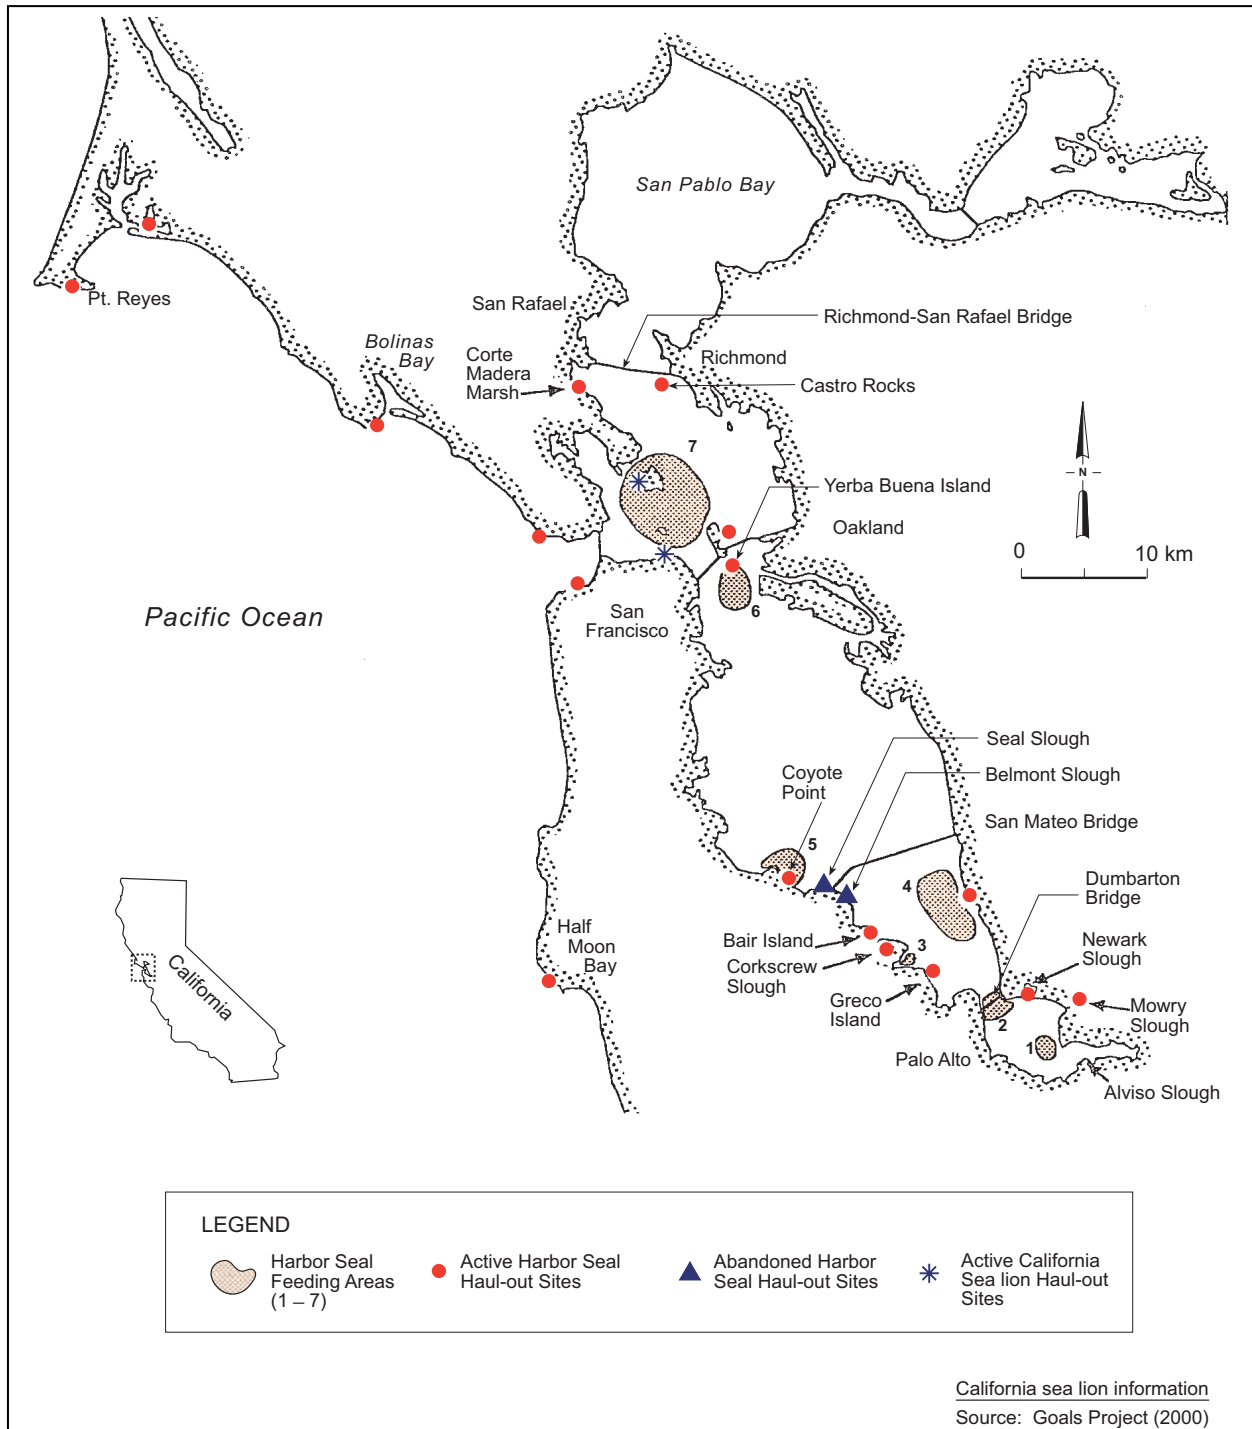 San Pablo Bay
Pt. Reyes
San Rafael
Richmond-San Rafael Bridge
Bolinas
Bay
Corte
Madera
Marsh
Richmond
Castro Rocks
7
Yerba Buena Island
Oakland
N
0 10 km
Pacific Ocean
San
Francisco
6
Seal Slough
Coyote
Point
Belmont Slough
San Mateo Bridge
5
4
Dumbarton
Bridge
Half
Moon
Bay
Bair Island
Corkscrew
Slough
3
Newark
Slough
Greco
Island
Mowry
Slough
2
1
Palo Alto
Alviso Slough
California
LEGEND
Harbor Seal
Feeding Areas
(1 – 7)
Active Harbor Seal
Haul-out Sites
Abandoned Harbor
Seal Haul-out Sites
Active California
Sea lion Haul-out
Sites
California sea lion information
Source: Goals Project (2000)